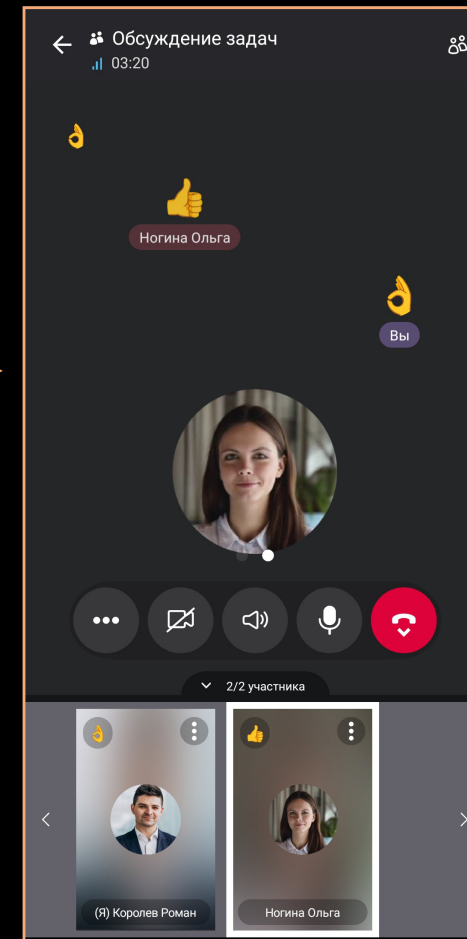 Обсуждение задач
03:20
Ногина Ольга
Вы
2/2 участника
(Я) Королев Роман
Ногина Ольга